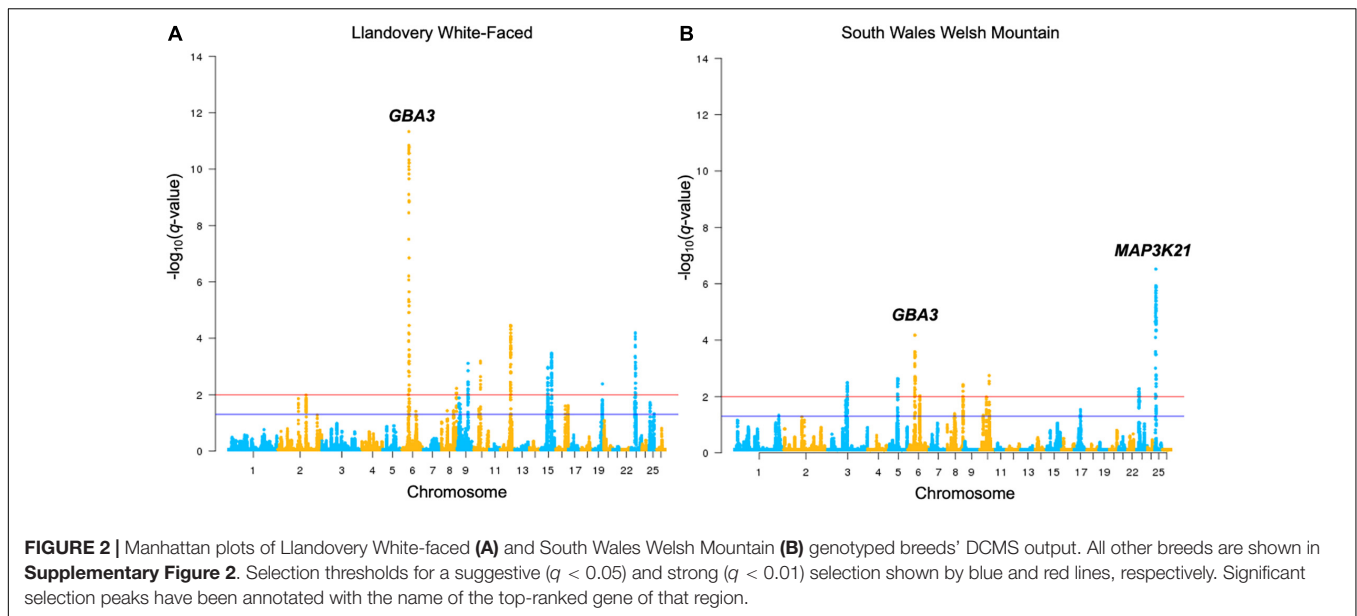 A
Llandovery White-Faced
14
12
10
8
6
4
2
0
-log10(q-value)
GBA3
1 2 3 4 5 6 7 8 9 11 15 17 19 22 25
Chromosome
B
South Wales Welsh Mountain
14
12
10
8
6
4
2
0
-log10(q-value)
GBA3
MAP3K21
1 2 3 4 5 6 7 8 9 11 15 17 19 22 25
Chromosome
FIGURE 2 | Manhattan plots of Llandovery White-faced (A) and South Wales Welsh Mountain (B) genotyped breeds' DCMS output. All other breeds are shown in
Supplementary Figure 2. Selection thresholds for a suggestive (q < 0.05) and strong (q < 0.01) selection shown by blue and red lines, respectively. Significant
selection peaks have been annotated with the name of the top-ranked gene of that region.